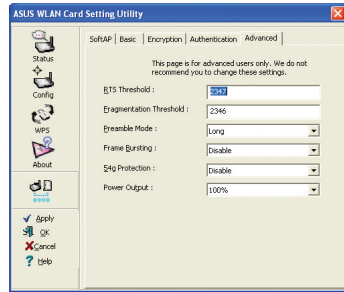 ASUS WLAN Card Setting Utility
Status
Config
WPS
About
Apply
OK
Cancel
Help
SoftAP Basic Encryption Authentication Advanced
This page is for advanced users only. We do not
recommend you to change these settings.
RTS Threshold : 2347
Fragmentation Threshold : 2346
Preamble Mode : Long
Frame Bursting : Disable
54g Protection : Disable
Power Output : 100%